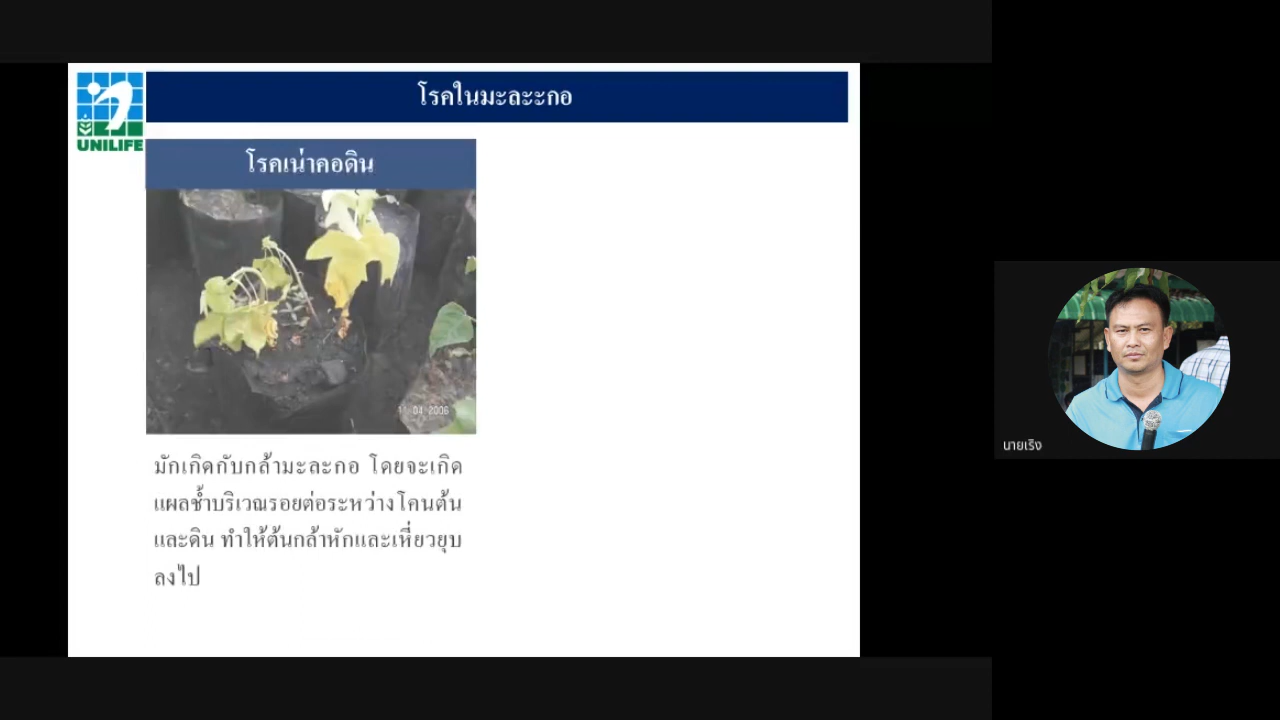 โรคในมะละะกอ
UNILIFE
โรคเน่าคอดิน
11 04 2006
มักเกิดกับกล้ามะละกอ โดยจะเกิด
แผลช้ำบริเวณรอยต่อระหว่างโคนต้น
และดิน ทำให้ต้นกล้าหักและเหี่ยวยุบ
ลงไป
นายเริง